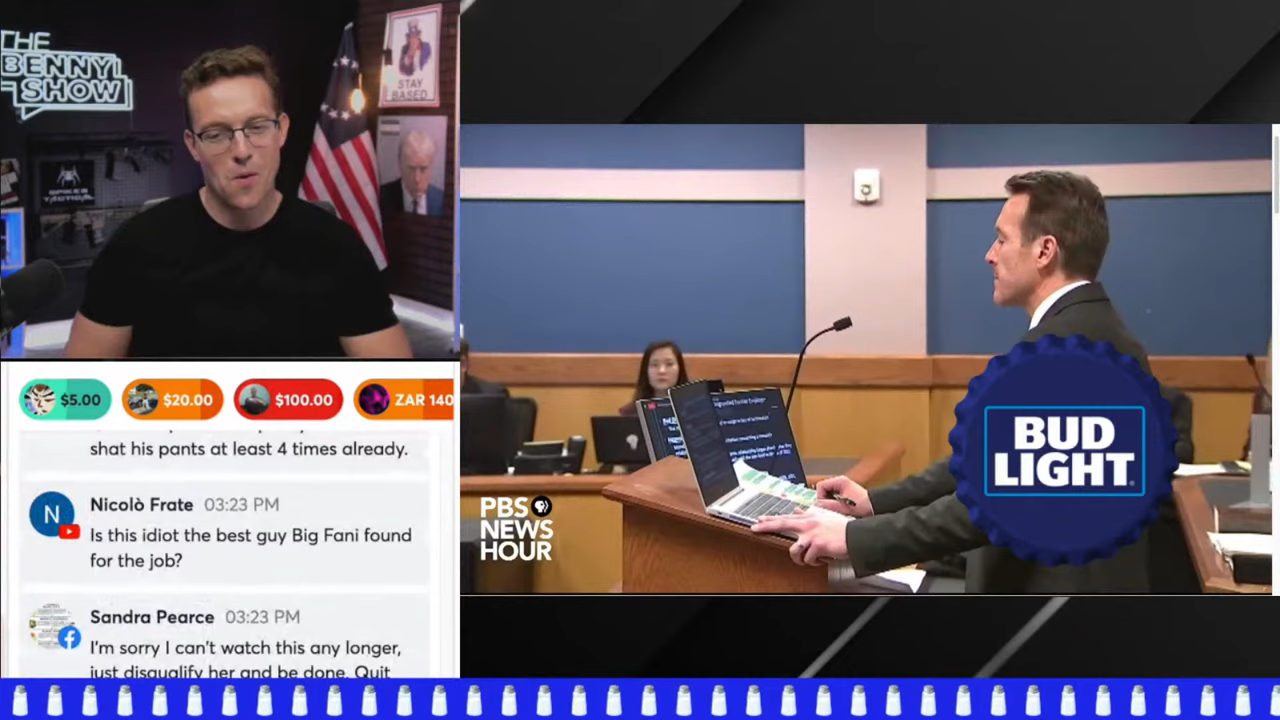 THE
BENNY
SHOW
STAY
BASED
$5.00
$20.00
$100.00
ZAR 140
shat his pants at least 4 times already.
N
Nicolò Frate 03:23 PM
Is this idiot the best guy Big Fani found
for the job?
Sandra Pearce 03:23 PM
I'm sorry I can't watch this any longer,
just disqualify her and be done. Quit
PBS
NEWS
HOUR
BUD
LIGHT